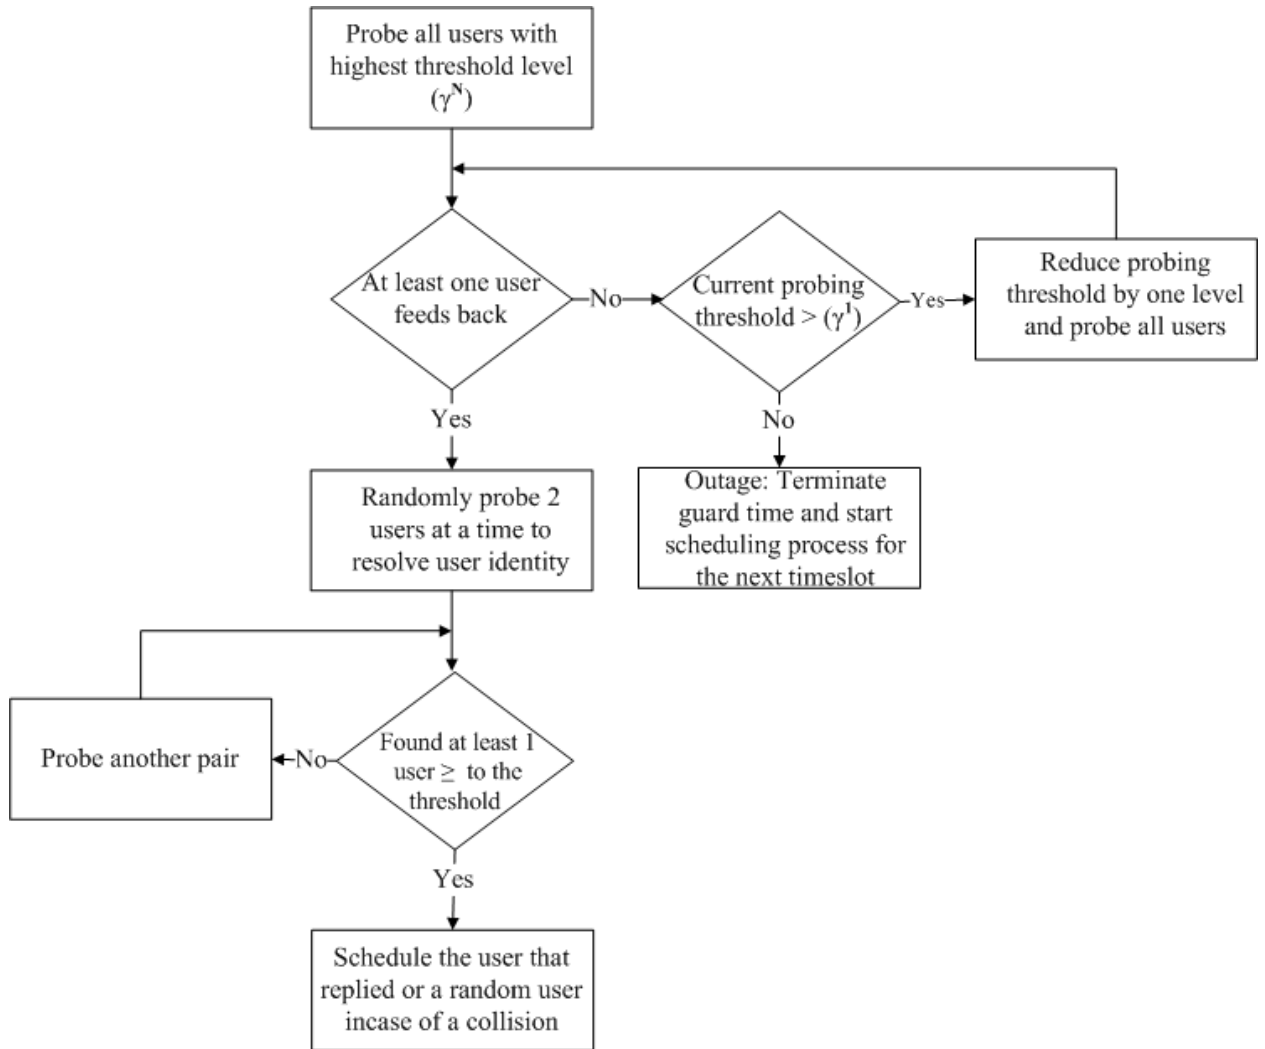 Probe all users with
highest threshold level
(γᴺ)
At least one user
feeds back
No
Current probing
threshold > (γ¹)
Yes
Reduce probing
threshold by one level
and probe all users
Yes
No
Randomly probe 2
users at a time to
resolve user identity
Outage: Terminate
guard time and start
scheduling process for
the next timeslot
Probe another pair
No
Found at least 1
user ≥ to the
threshold
Yes
Schedule the user that
replied or a random user
incase of a collision